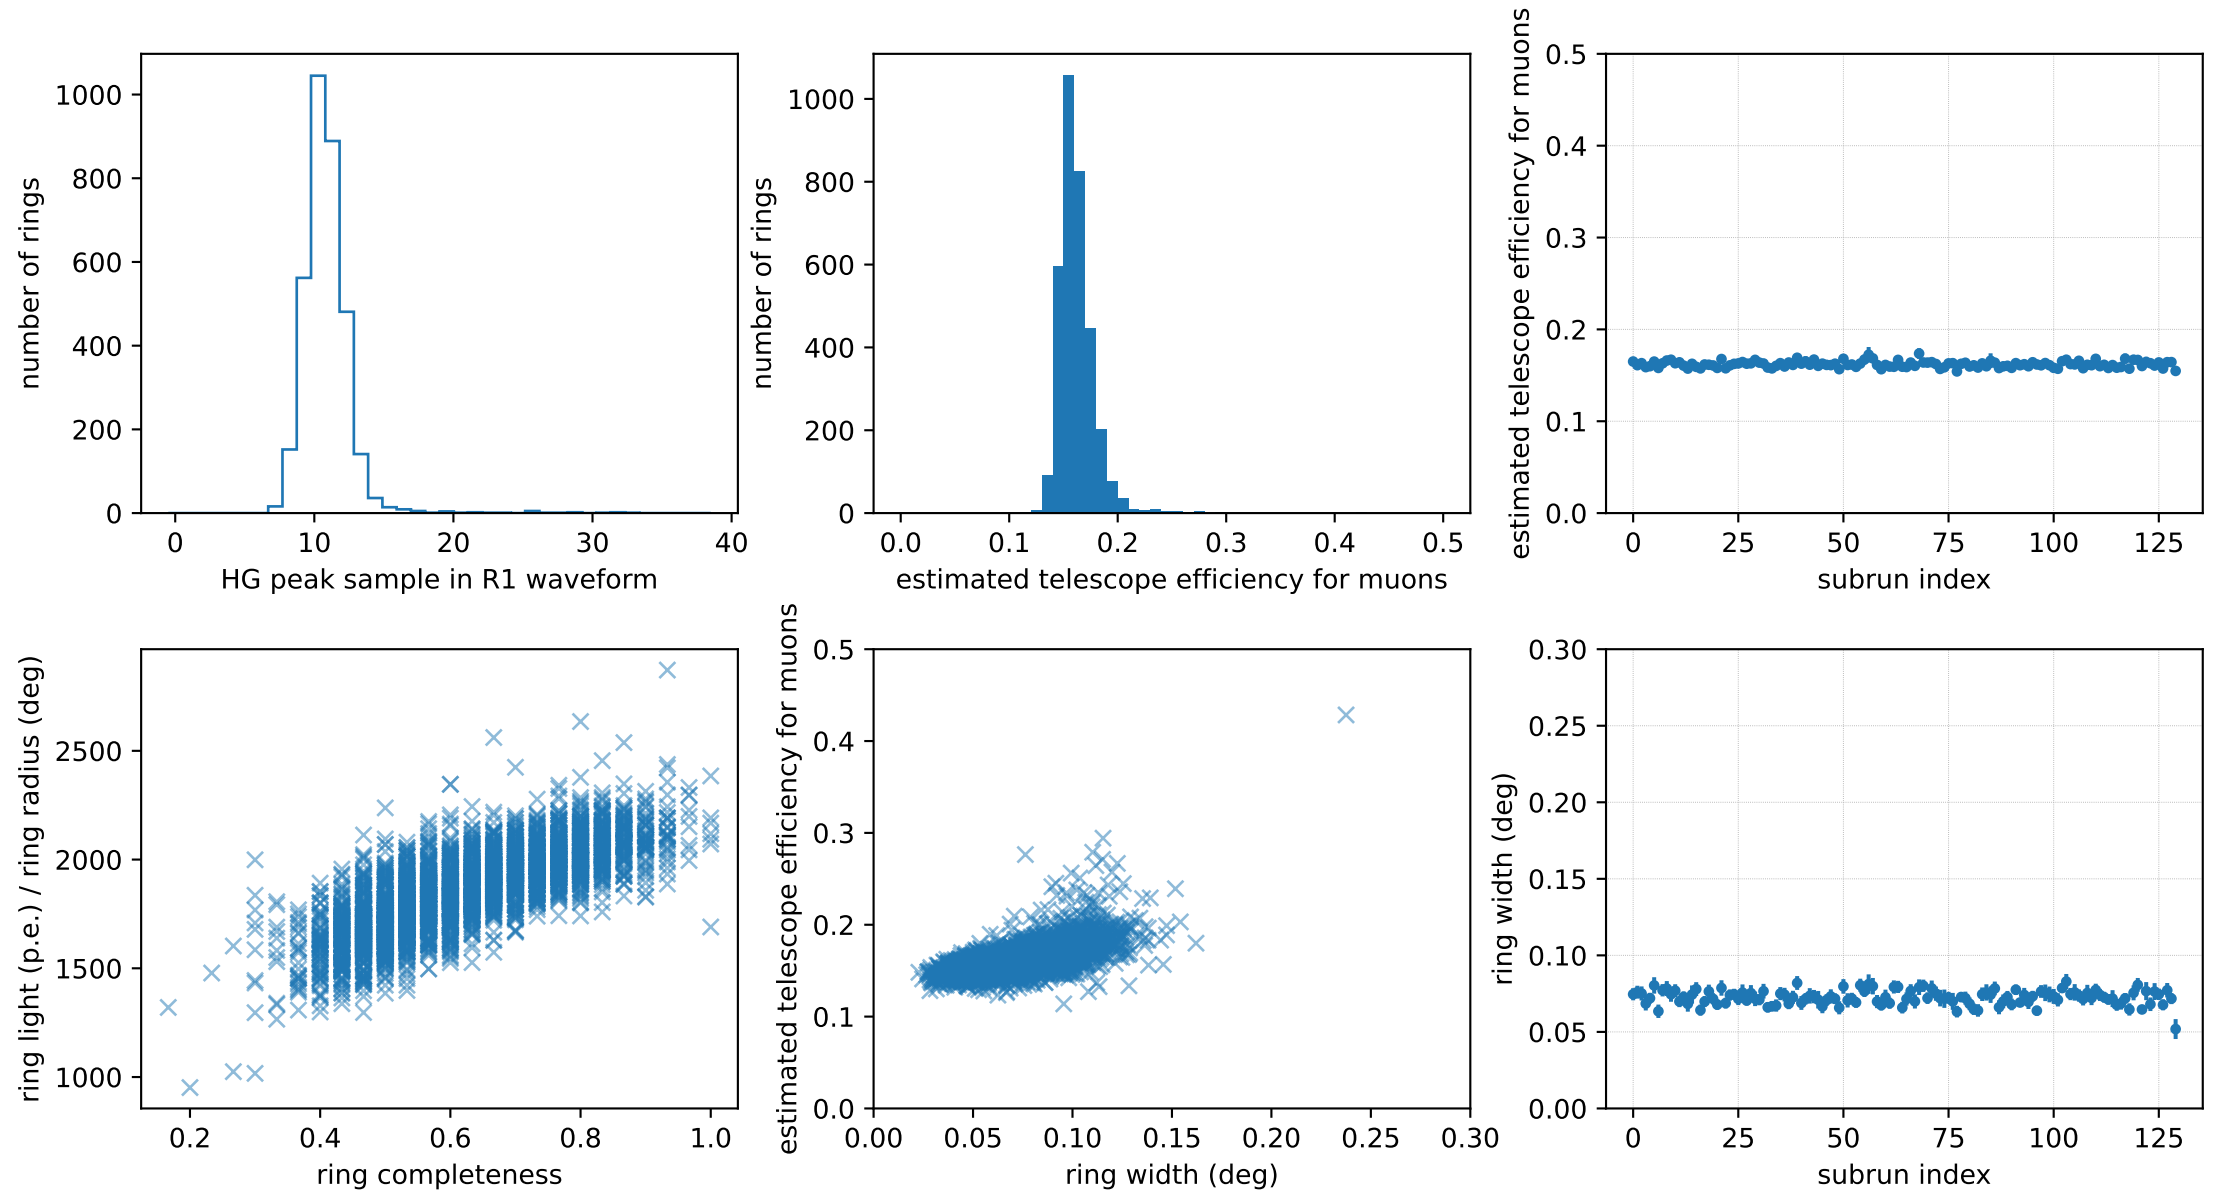 1000
800
600
400
200
0
number of rings
0 10 20 30 40
HG peak sample in R1 waveform
1000
800
600
400
200
0
number of rings
0.0 0.1 0.2 0.3 0.4 0.5
estimated telescope efficiency for muons
0.5
0.4
0.3
0.2
0.1
0.0
estimated telescope efficiency for muons
0 25 50 75 100 125
subrun index
2500
2000
1500
1000
ring light (p.e.) / ring radius (deg)
0.2 0.4 0.6 0.8 1.0
ring completeness
0.5
0.4
0.3
0.2
0.1
0.0
estimated telescope efficiency for muons
0.00 0.05 0.10 0.15 0.20 0.25 0.30
ring width (deg)
0.30
0.25
0.20
0.15
0.10
0.05
0.00
ring width (deg)
0 25 50 75 100 125
subrun index